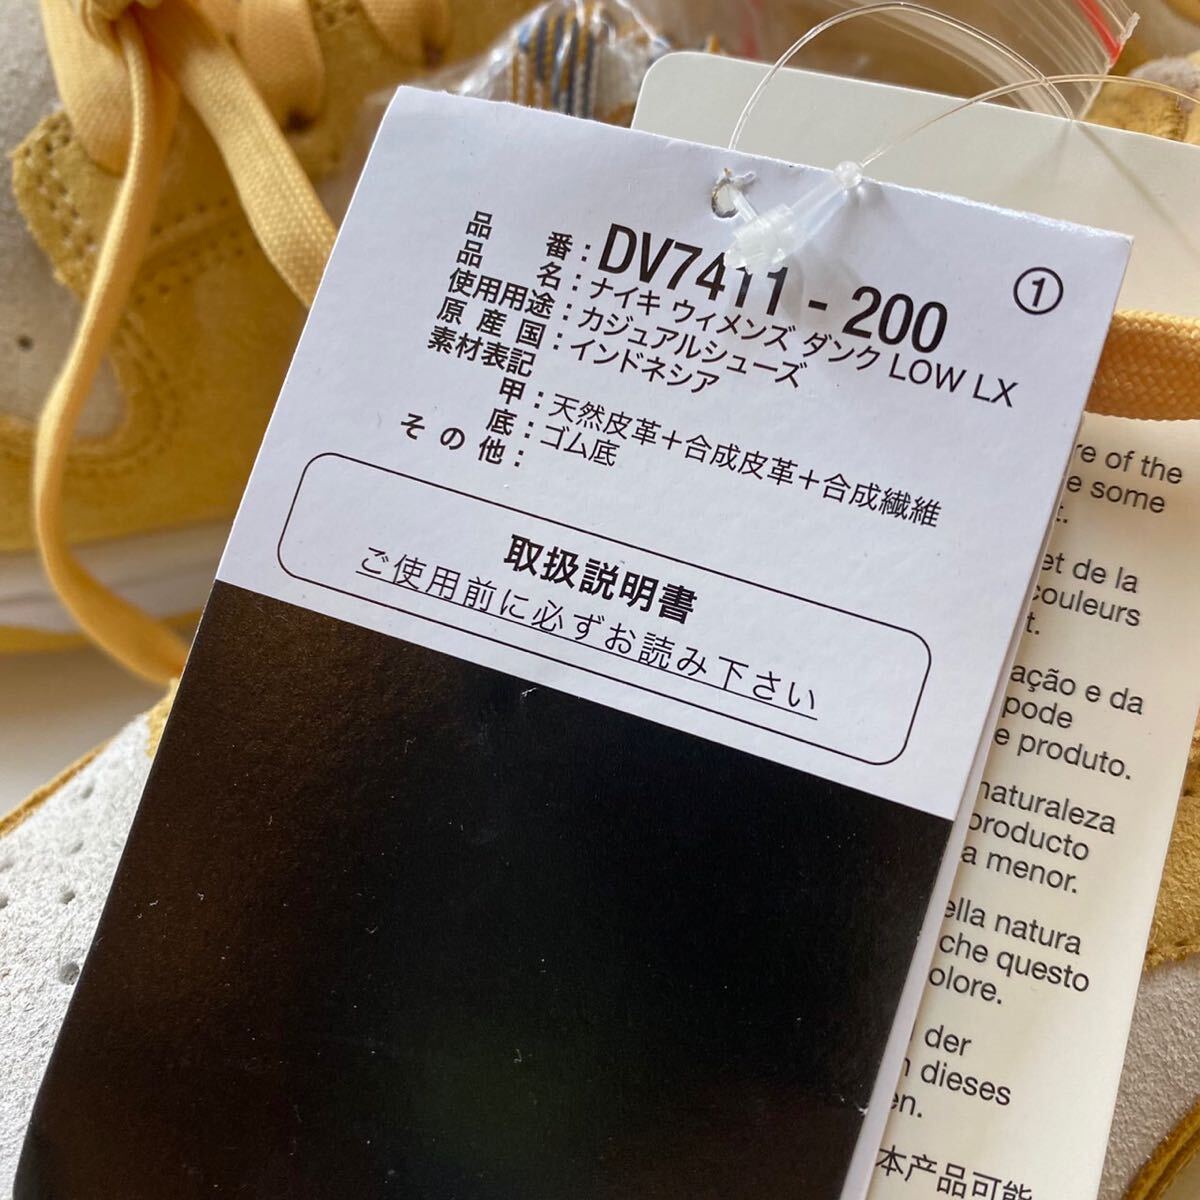 ①
品番：DV7411 - 200
品名：ナイキ ウィメンズ ダンク LOW LX
使用用途：カジュアルシューズ
原産国：インドネシア
素材表記
甲：天然皮革＋合成皮革＋合成繊維
底：ゴム底
その他：
取扱説明書
ご使用前に必ずお読み下さい
re of the
e some
t.
et de la
couleurs
t.
ação e da
pode
e produto.
naturaleza
producto
a menor.
ella natura
che questo
olore.
der
n dieses
en.
本产品可能